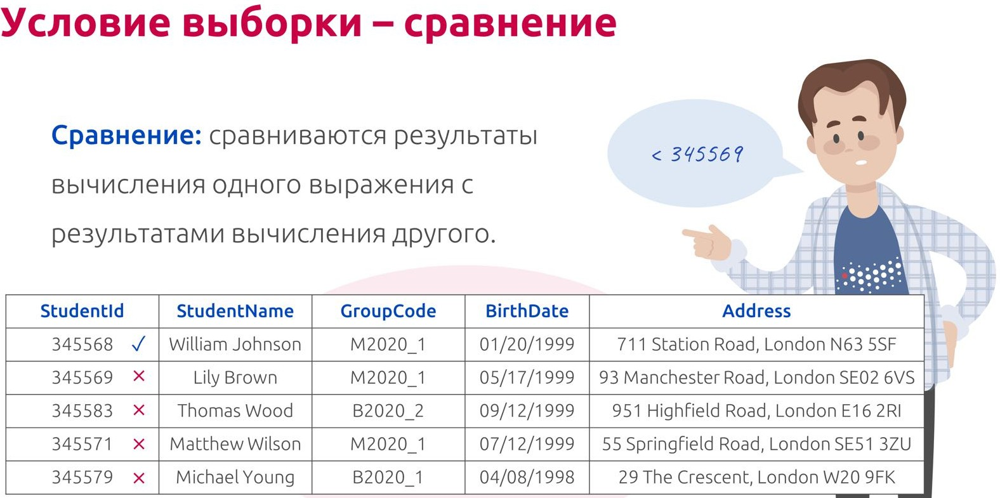 Условие выборки – сравнение
Сравнение: сравниваются результаты
вычисления одного выражения с
результатами вычисления другого.
< 345569
StudentId StudentName GroupCode BirthDate Address
345568 ✓ William Johnson M2020_1 01/20/1999 711 Station Road, London N63 5SF
345569 × Lily Brown M2020_1 05/17/1999 93 Manchester Road, London SE02 6VS
345583 × Thomas Wood B2020_2 09/12/1999 951 Highfield Road, London E16 2RI
345571 × Matthew Wilson M2020_1 07/12/1999 55 Springfield Road, London SE51 3ZU
345579 × Michael Young B2020_1 04/08/1998 29 The Crescent, London W20 9FK